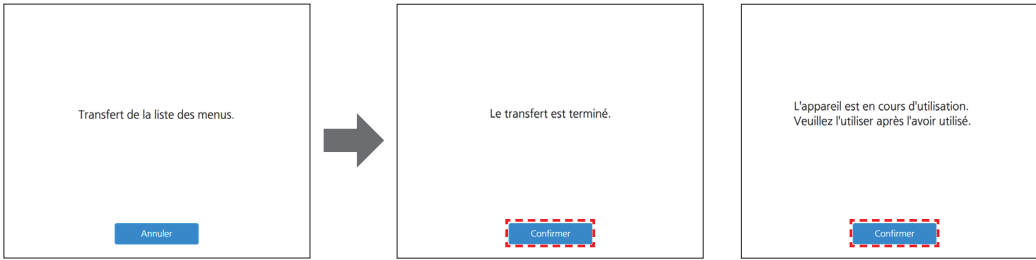 Transfert de la liste des menus.
Annuler
Le transfert est terminé.
Confirmer
L'appareil est en cours d'utilisation.
Veuillez l'utiliser après l'avoir utilisé.
Confirmer